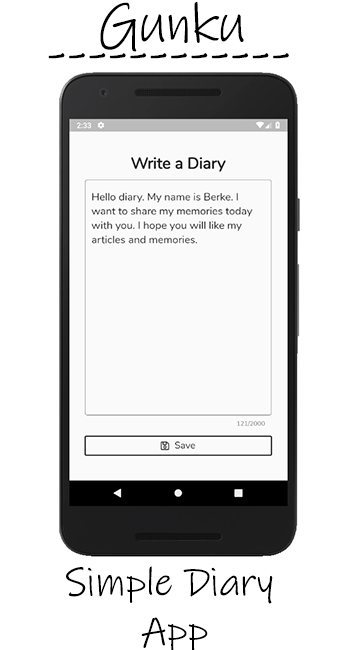 Gunku
2:33
Write a Diary
Hello diary. My name is Berke. I
want to share my memories today
with you. I hope you will like my
articles and memories.
121/2000
Save
Simple Diary
App